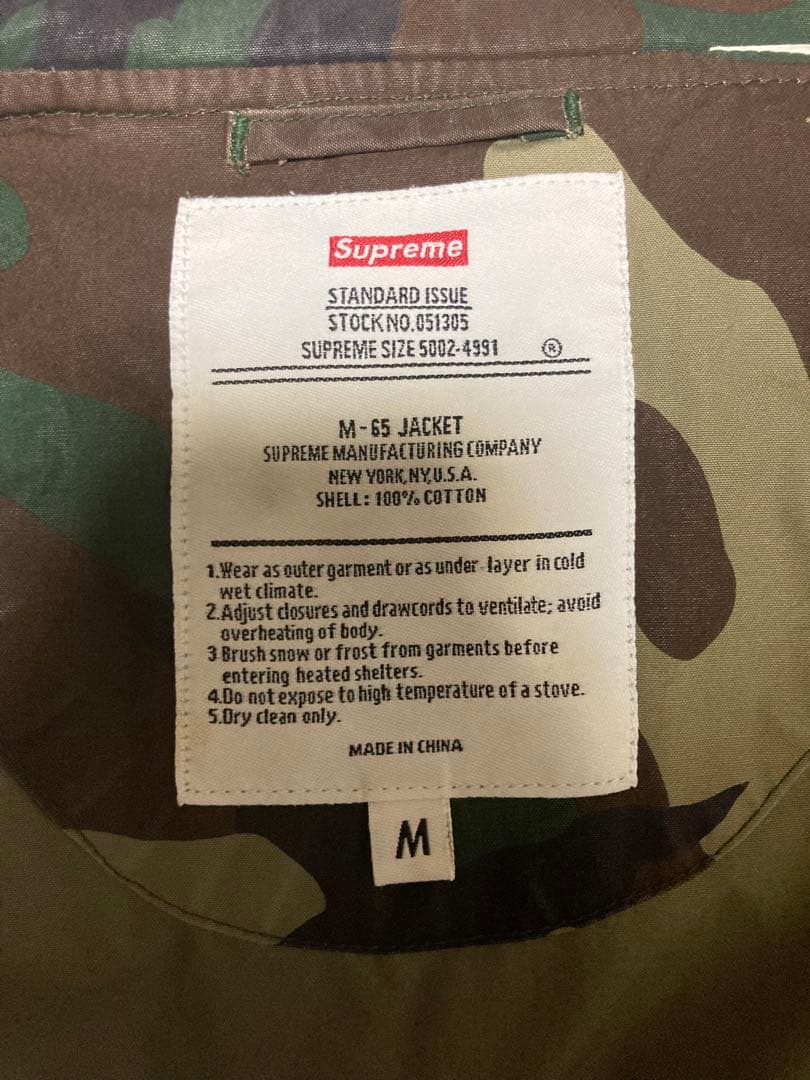 Supreme
STANDARD ISSUE
STOCK NO.051305
SUPREME SIZE 5002-4991 ®
M-65 JACKET
SUPREME MANUFACTURING COMPANY
NEW YORK,NY,U.S.A.
SHELL: 100% COTTON
1.Wear as outer garment or as under layer in cold
wet climate.
2.Adjust closures and drawcords to ventilate; avoid
overheating of body.
3 Brush snow or frost from garments before
entering heated shelters.
4.Do not expose to high temperature of a stove.
5.Dry clean only.
MADE IN CHINA
M